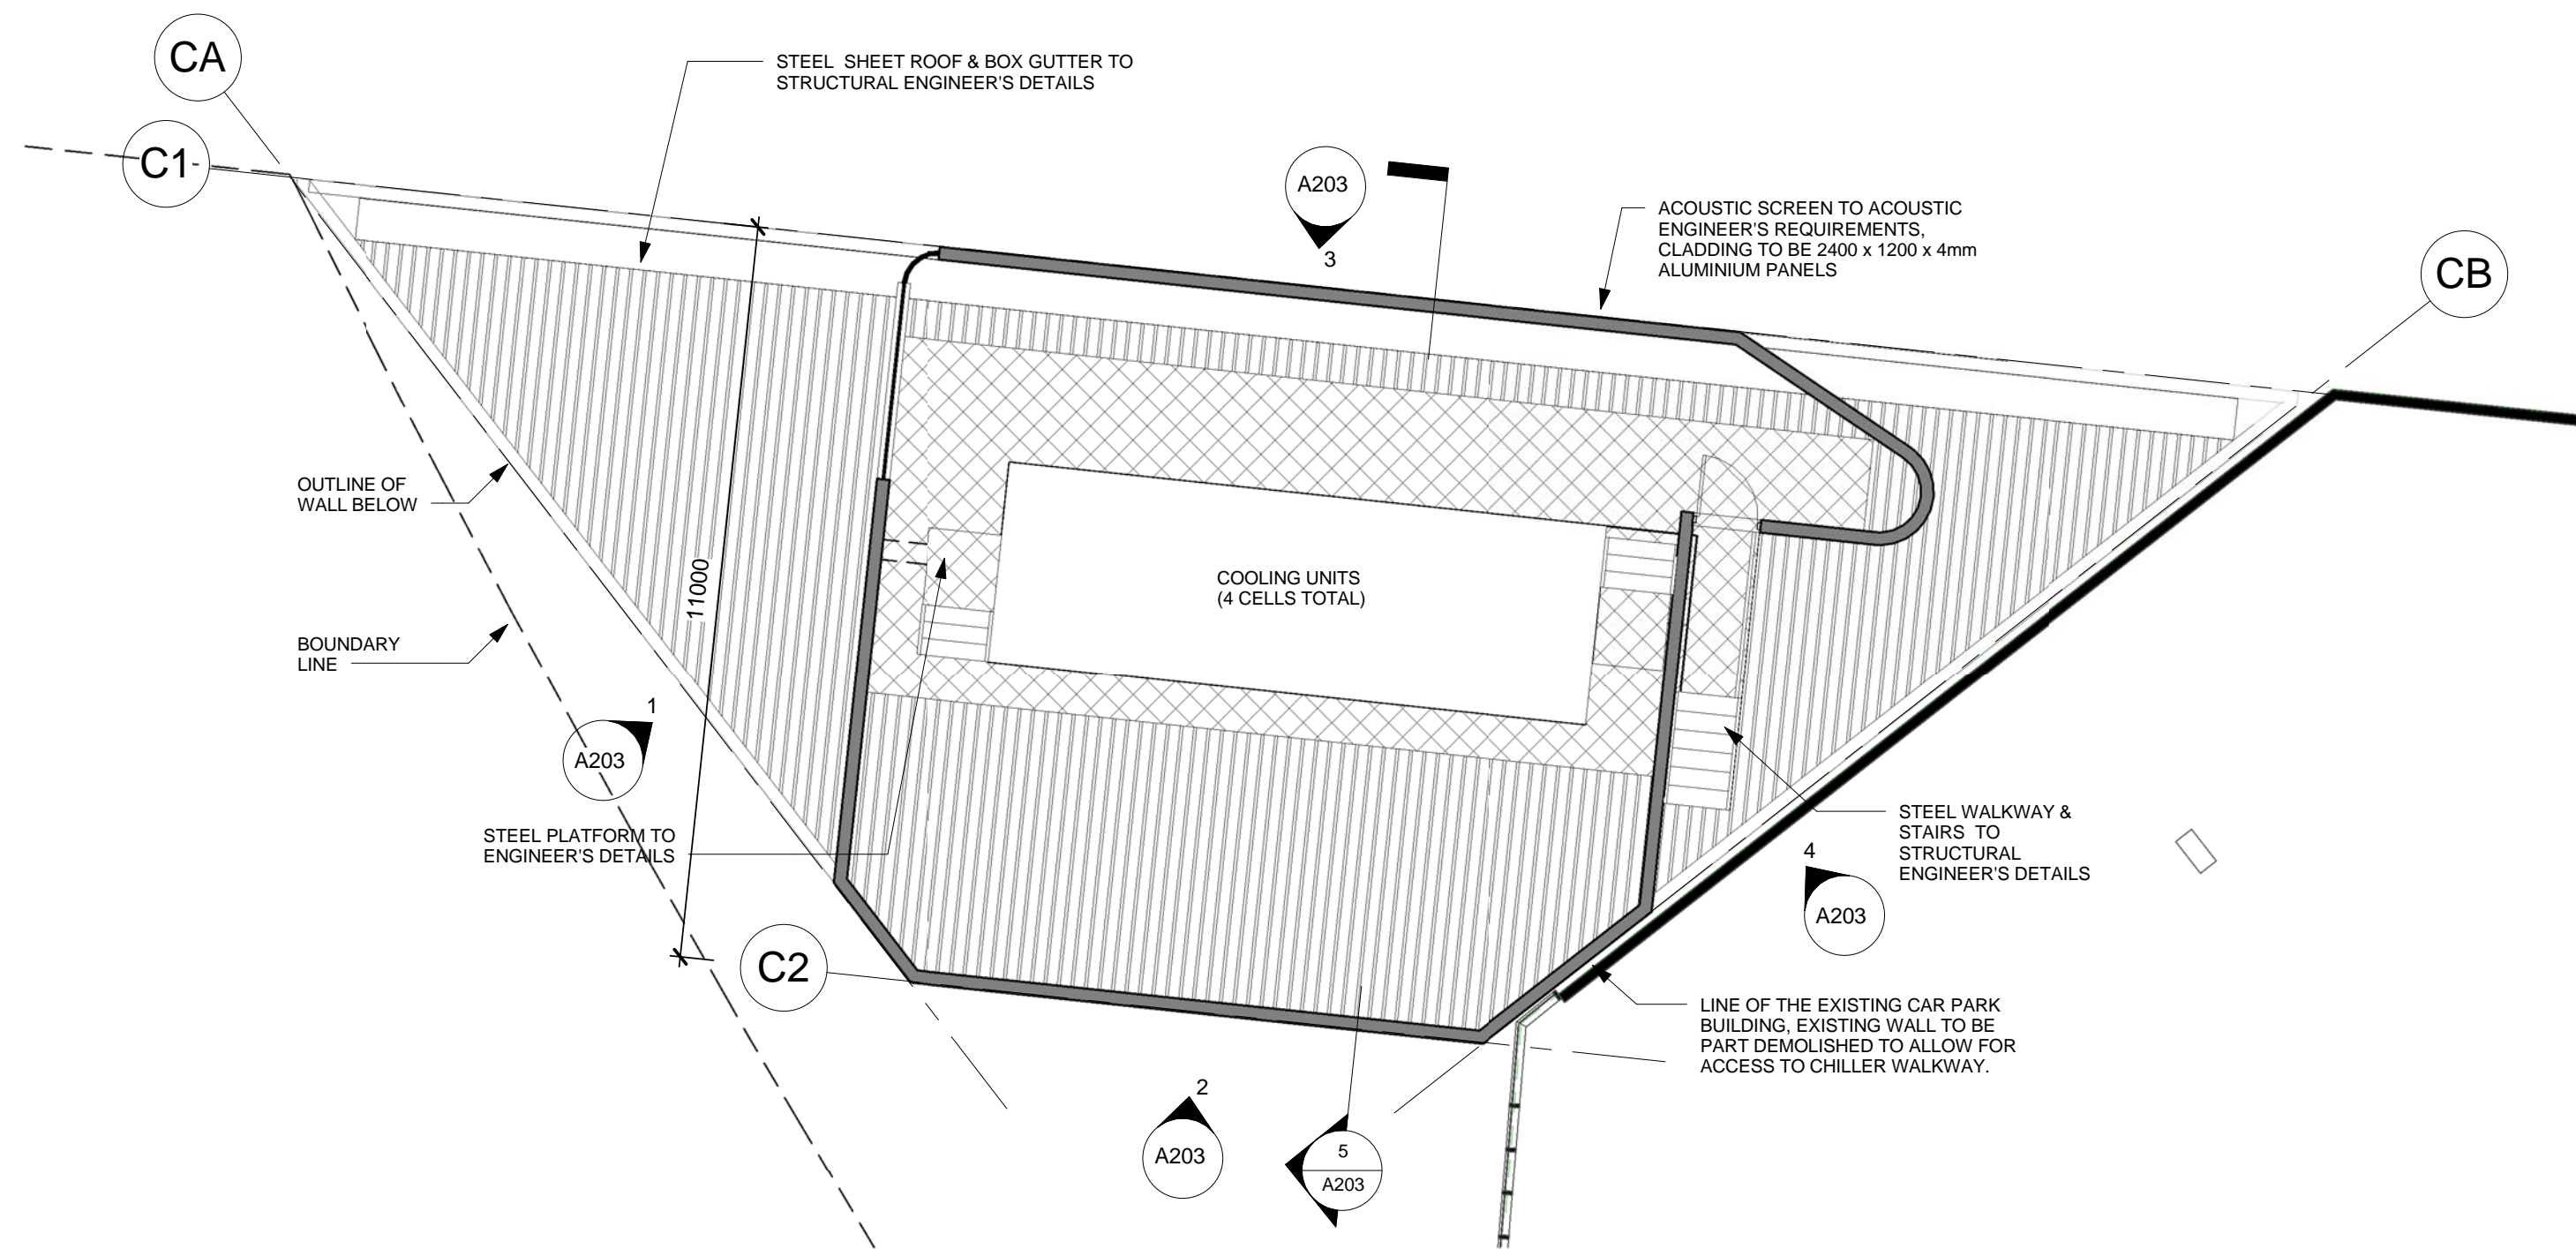 CA
STEEL SHEET ROOF & BOX GUTTER TO
STRUCTURAL ENGINEER'S DETAILS
C1
A203
3
ACOUSTIC SCREEN TO ACOUSTIC
ENGINEER'S REQUIREMENTS,
CLADDING TO BE 2400 x 1200 x 4mm
ALUMINIUM PANELS
CB
OUTLINE OF
WALL BELOW
11000
COOLING UNITS
(4 CELLS TOTAL)
BOUNDARY
LINE
1
A203
STEEL PLATFORM TO
ENGINEER'S DETAILS
STEEL WALKWAY &
STAIRS TO
STRUCTURAL
ENGINEER'S DETAILS
4
A203
C2
LINE OF THE EXISTING CAR PARK
BUILDING, EXISTING WALL TO BE
PART DEMOLISHED TO ALLOW FOR
ACCESS TO CHILLER WALKWAY.
2
A203
5
A203